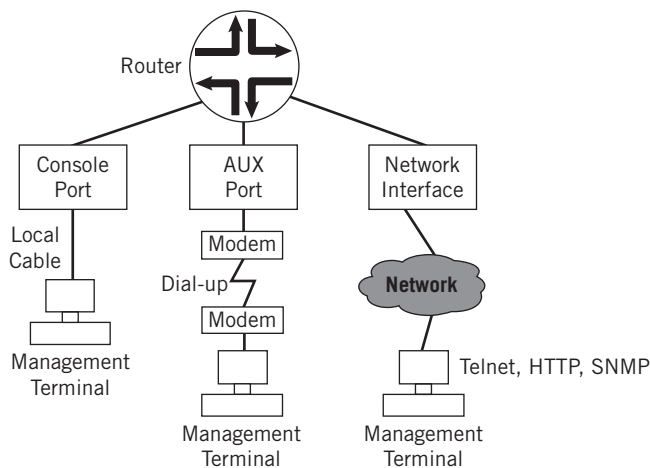 Router
Console
Port
AUX
Port
Network
Interface
Local
Cable
Modem
Dial-up
Network
Modem
Management
Terminal
Telnet, HTTP, SNMP
Management
Terminal
Management
Terminal